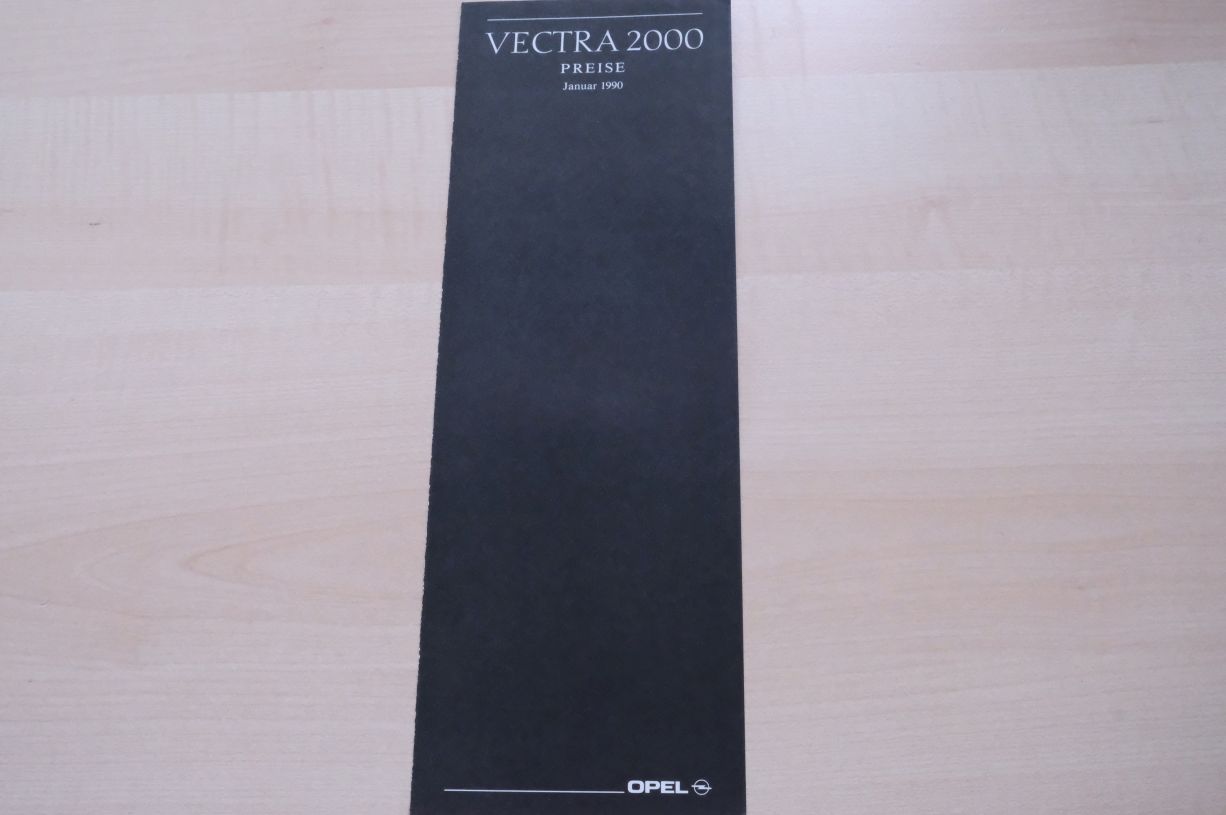 VECTRA 2000
PREISE
Januar 1990
OPEL